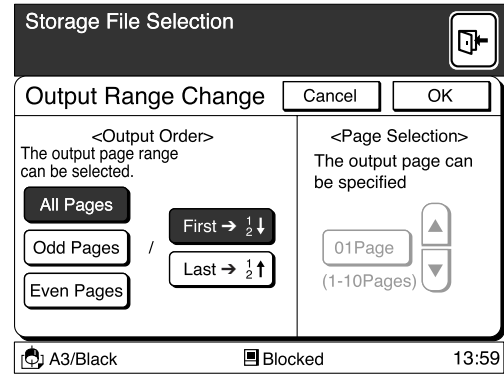 Storage File Selection
Output Range Change
Cancel
OK
<Output Order>
The output page range
can be selected.
All Pages
Odd Pages
Even Pages
/
First ➔ 1 2 ↓
Last ➔ 1 2 ↑
<Page Selection>
The output page can
be specified
01Page
(1-10Pages)
A3/Black
Blocked
13:59